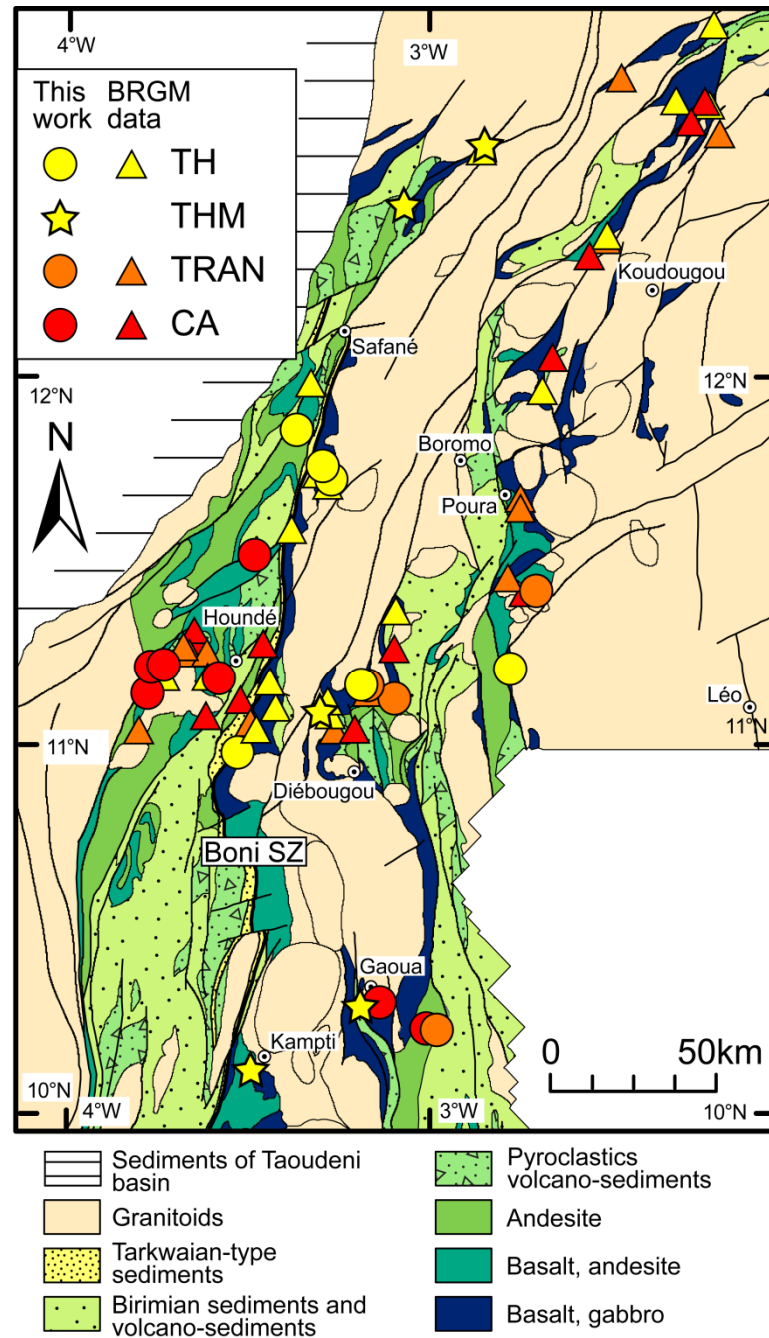 4°W
3°W
This work
BRGM data
TH
THM
TRAN
CA
Koudougou
Safané
12°N
12°N
N
Boromo
Poura
Houndé
Léo
11°N
11°N
Diébougou
Boni SZ
Gaoua
Kampti
0
50km
10°N
4°W
3°W
10°N
Sediments of Taoudeni
basin
Granitoids
Tarkwaian-type
sediments
Birimian sediments and
volcano-sediments
Pyroclastics
volcano-sediments
Andesite
Basalt, andesite
Basalt, gabbro